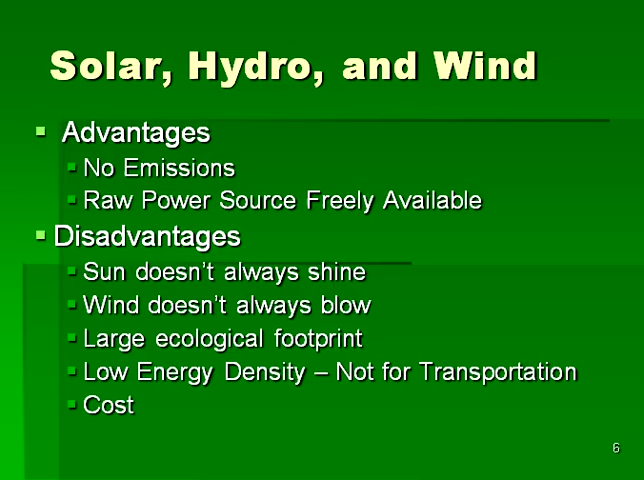 Solar, Hydro, and Wind
Advantages
No Emissions
Raw Power Source Freely Available
Disadvantages
Sun doesn't always shine
Wind doesn't always blow
Large ecological footprint
Low Energy Density – Not for Transportation
Cost
6